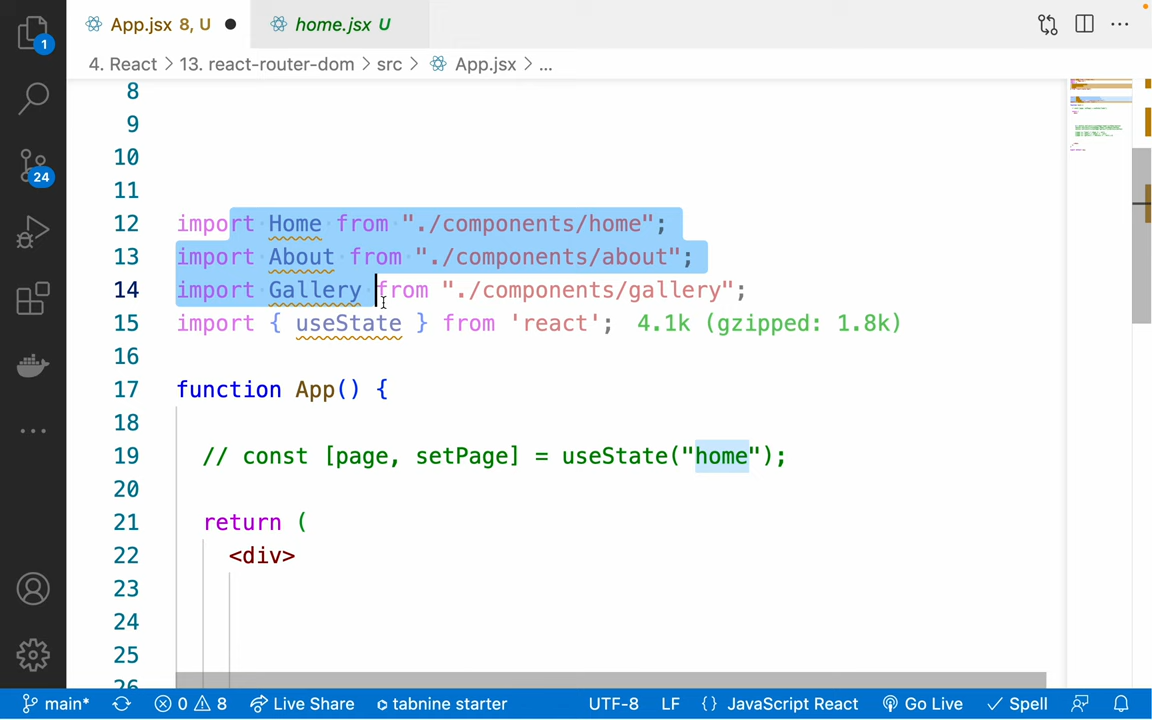 App.jsx 8, U
home.jsx U
4. React > 13. react-router-dom > src > App.jsx > ...
1
8
9
10
11
12 import Home from "./components/home";
13 import About from "./components/about";
14 import Gallery from "./components/gallery";
15 import { useState } from 'react'; 4.1k (gzipped: 1.8k)
24
16
17 function App() {
18
19 // const [page, setPage] = useState("home");
20
21 return (
22 <div>
23
24
25
26
main* 0 8 Live Share tabnine starter UTF-8 LF {} JavaScript React Go Live Spell